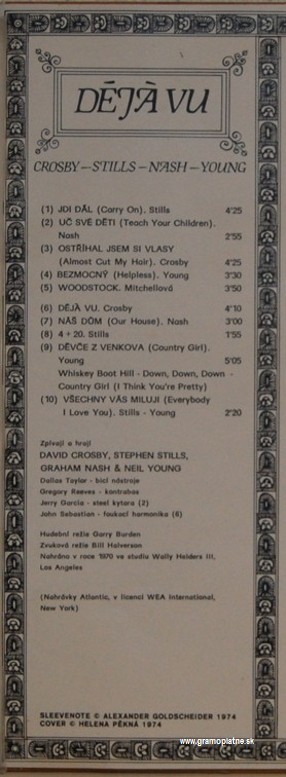 DÉJÀ VU
CROSBY – STILLS – NASH – YOUNG
(1) JDI DÁL (Carry On). Stills 4'25
(2) UČ SVÉ DĚTI (Teach Your Children).
Nash 2'55
(3) OSTŘÍHAL JSEM SI VLASY
(Almost Cut My Hair). Crosby 4'25
(4) BEZMOCNÝ (Helpless). Young 3'30
(5) WOODSTOCK. Mitchellová 3'50
(6) DÉJÀ VU. Crosby 4'10
(7) NÁŠ DŮM (Our House). Nash 3'00
(8) 4 + 20. Stills 1'55
(9) DĚVČE Z VENKOVA (Country Girl).
Young 5'05
Whiskey Boot Hill - Down, Down, Down -
Country Girl (I Think You're Pretty)
(10) VŠECHNY VÁS MILUJI (Everybody
I Love You). Stills - Young 2'20
Zpívají a hrají
DAVID CROSBY, STEPHEN STILLS,
GRAHAM NASH & NEIL YOUNG
Dallas Taylor - bicí nástroje
Gregory Reeves - kontrabas
Jerry Garcia - steel kytara (2)
John Sebastian - foukací harmonika (6)
Hudební režie Garry Burden
Zvuková režie Bill Halverson
Nahráno v roce 1970 ve studiu Wally Heiders III,
Los Angeles
(Nahrávky Atlantic, v licenci WEA International,
New York)
SLEEVENOTE © ALEXANDER GOLDSCHEIDER 1974
COVER © HELENA PĚKNÁ 1974
www.gramoplatne.sk